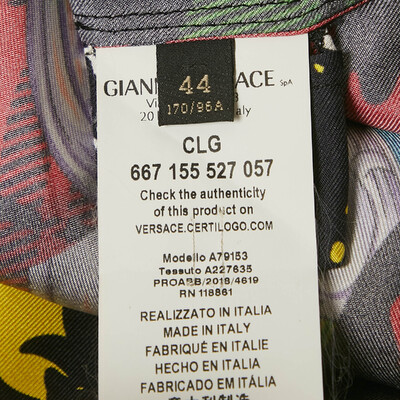 44
170/96A
SpA
CLG
667 155 527 057
Check the authenticity
of this product on
VERSACE.CERTILOGO.COM
Modello A79153
Tessuto A227635
PROABB/2018/4619
RN 118861
REALIZZATO IN ITALIA
MADE IN ITALY
FABRIQUÉ EN ITALIE
HECHO EN ITALIA
FABRICADO EM ITÁLIA